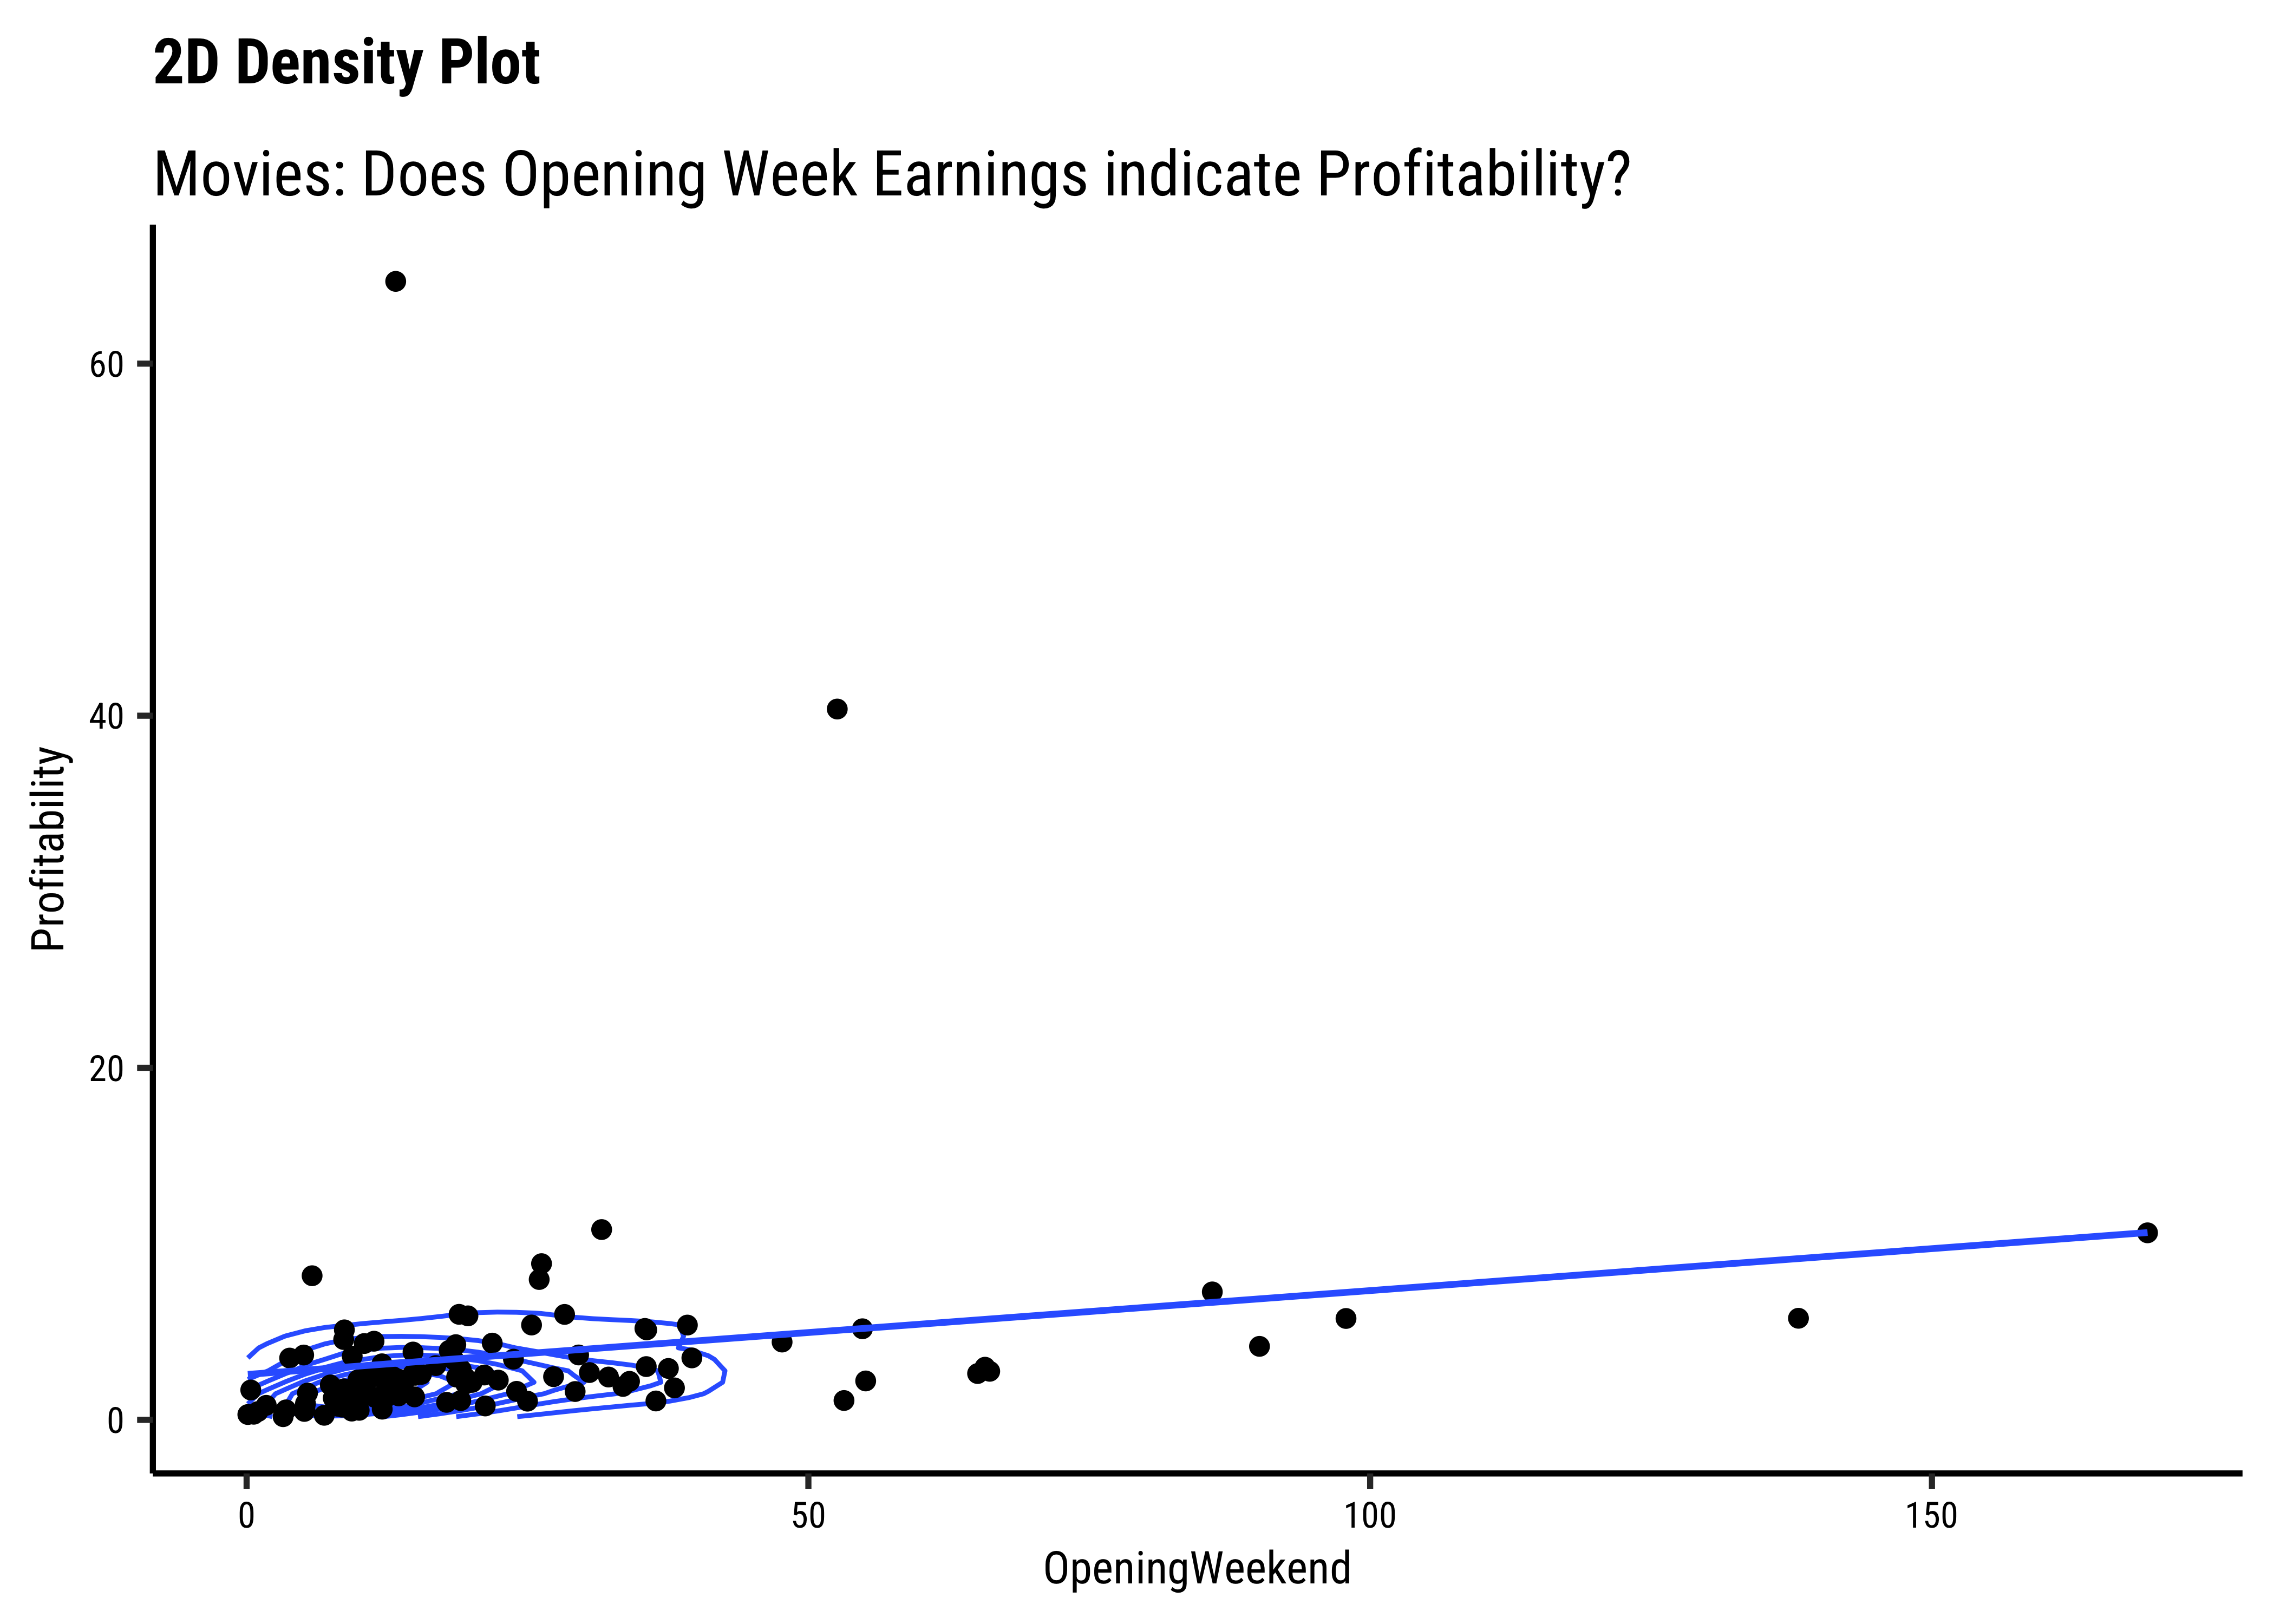 2D Density Plot
Movies: Does Opening Week Earnings indicate Profitability?
60
40
20
0
Profitability
0 50 100 150
OpeningWeekend